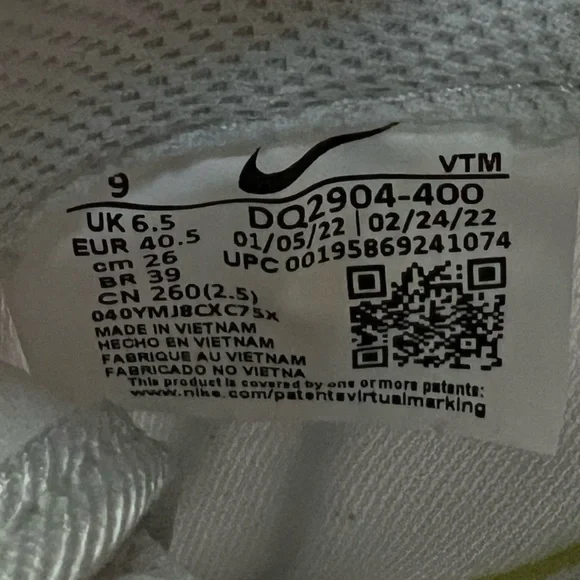 9
VTM
UK 6.5
EUR 40.5
cm 26
BR 39
CN 260(2.5)
DQ2904-400
01/05/22 | 02/24/22
UPC 00195869241074
040YMJ8CXC75X
MADE IN VIETNAM
HECHO EN VIETNAM
FABRIQUE AU VIETNAM
FABRICADO NO VIETNA
This product is covered by one or more patents:
www.nike.com/patentsvirtualmarking